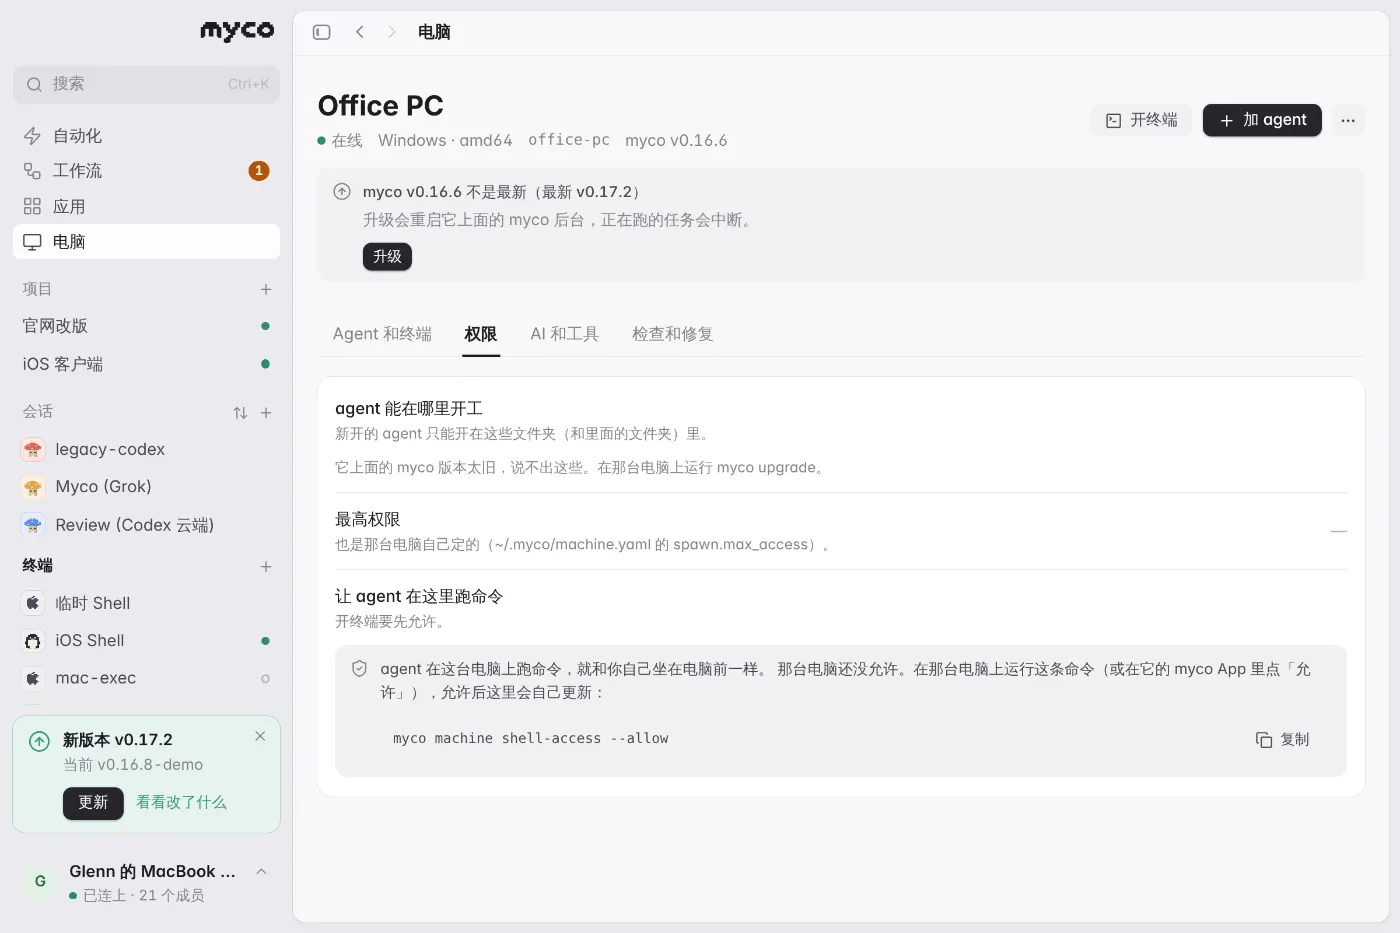 myco
搜索 Ctrl+K
自动化
工作流 1
应用
电脑
项目
官网改版
iOS 客户端
会话
legacy-codex
Myco (Grok)
Review (Codex 云端)
终端
临时 Shell
iOS Shell
mac-exec
新版本 v0.17.2
当前 v0.16.8-demo
更新 看看改了什么
G
Glenn 的 MacBook ...
已连上 · 21 个成员
电脑
Office PC
在线 Windows · amd64 office-pc myco v0.16.6
开终端
加 agent
myco v0.16.6 不是最新（最新 v0.17.2）
升级会重启它上面的 myco 后台，正在跑的任务会中断。
升级
Agent 和终端 权限 AI 和工具 检查和修复
agent 能在哪里开工
新开的 agent 只能开在这些文件夹（和里面的文件夹）里。
它上面的 myco 版本太旧，说不出这些。在那台电脑上运行 myco upgrade。
最高权限
也是那台电脑自己定的（~/.myco/machine.yaml 的 spawn.max_access）。
—
让 agent 在这里跑命令
开终端要先允许。
agent 在这台电脑上跑命令，就和你自己坐在电脑前一样。 那台电脑还没允许。在那台电脑上运行这条命令（或在它的 myco App 里点「允
许」），允许后这里会自己更新：
myco machine shell-access --allow
复制